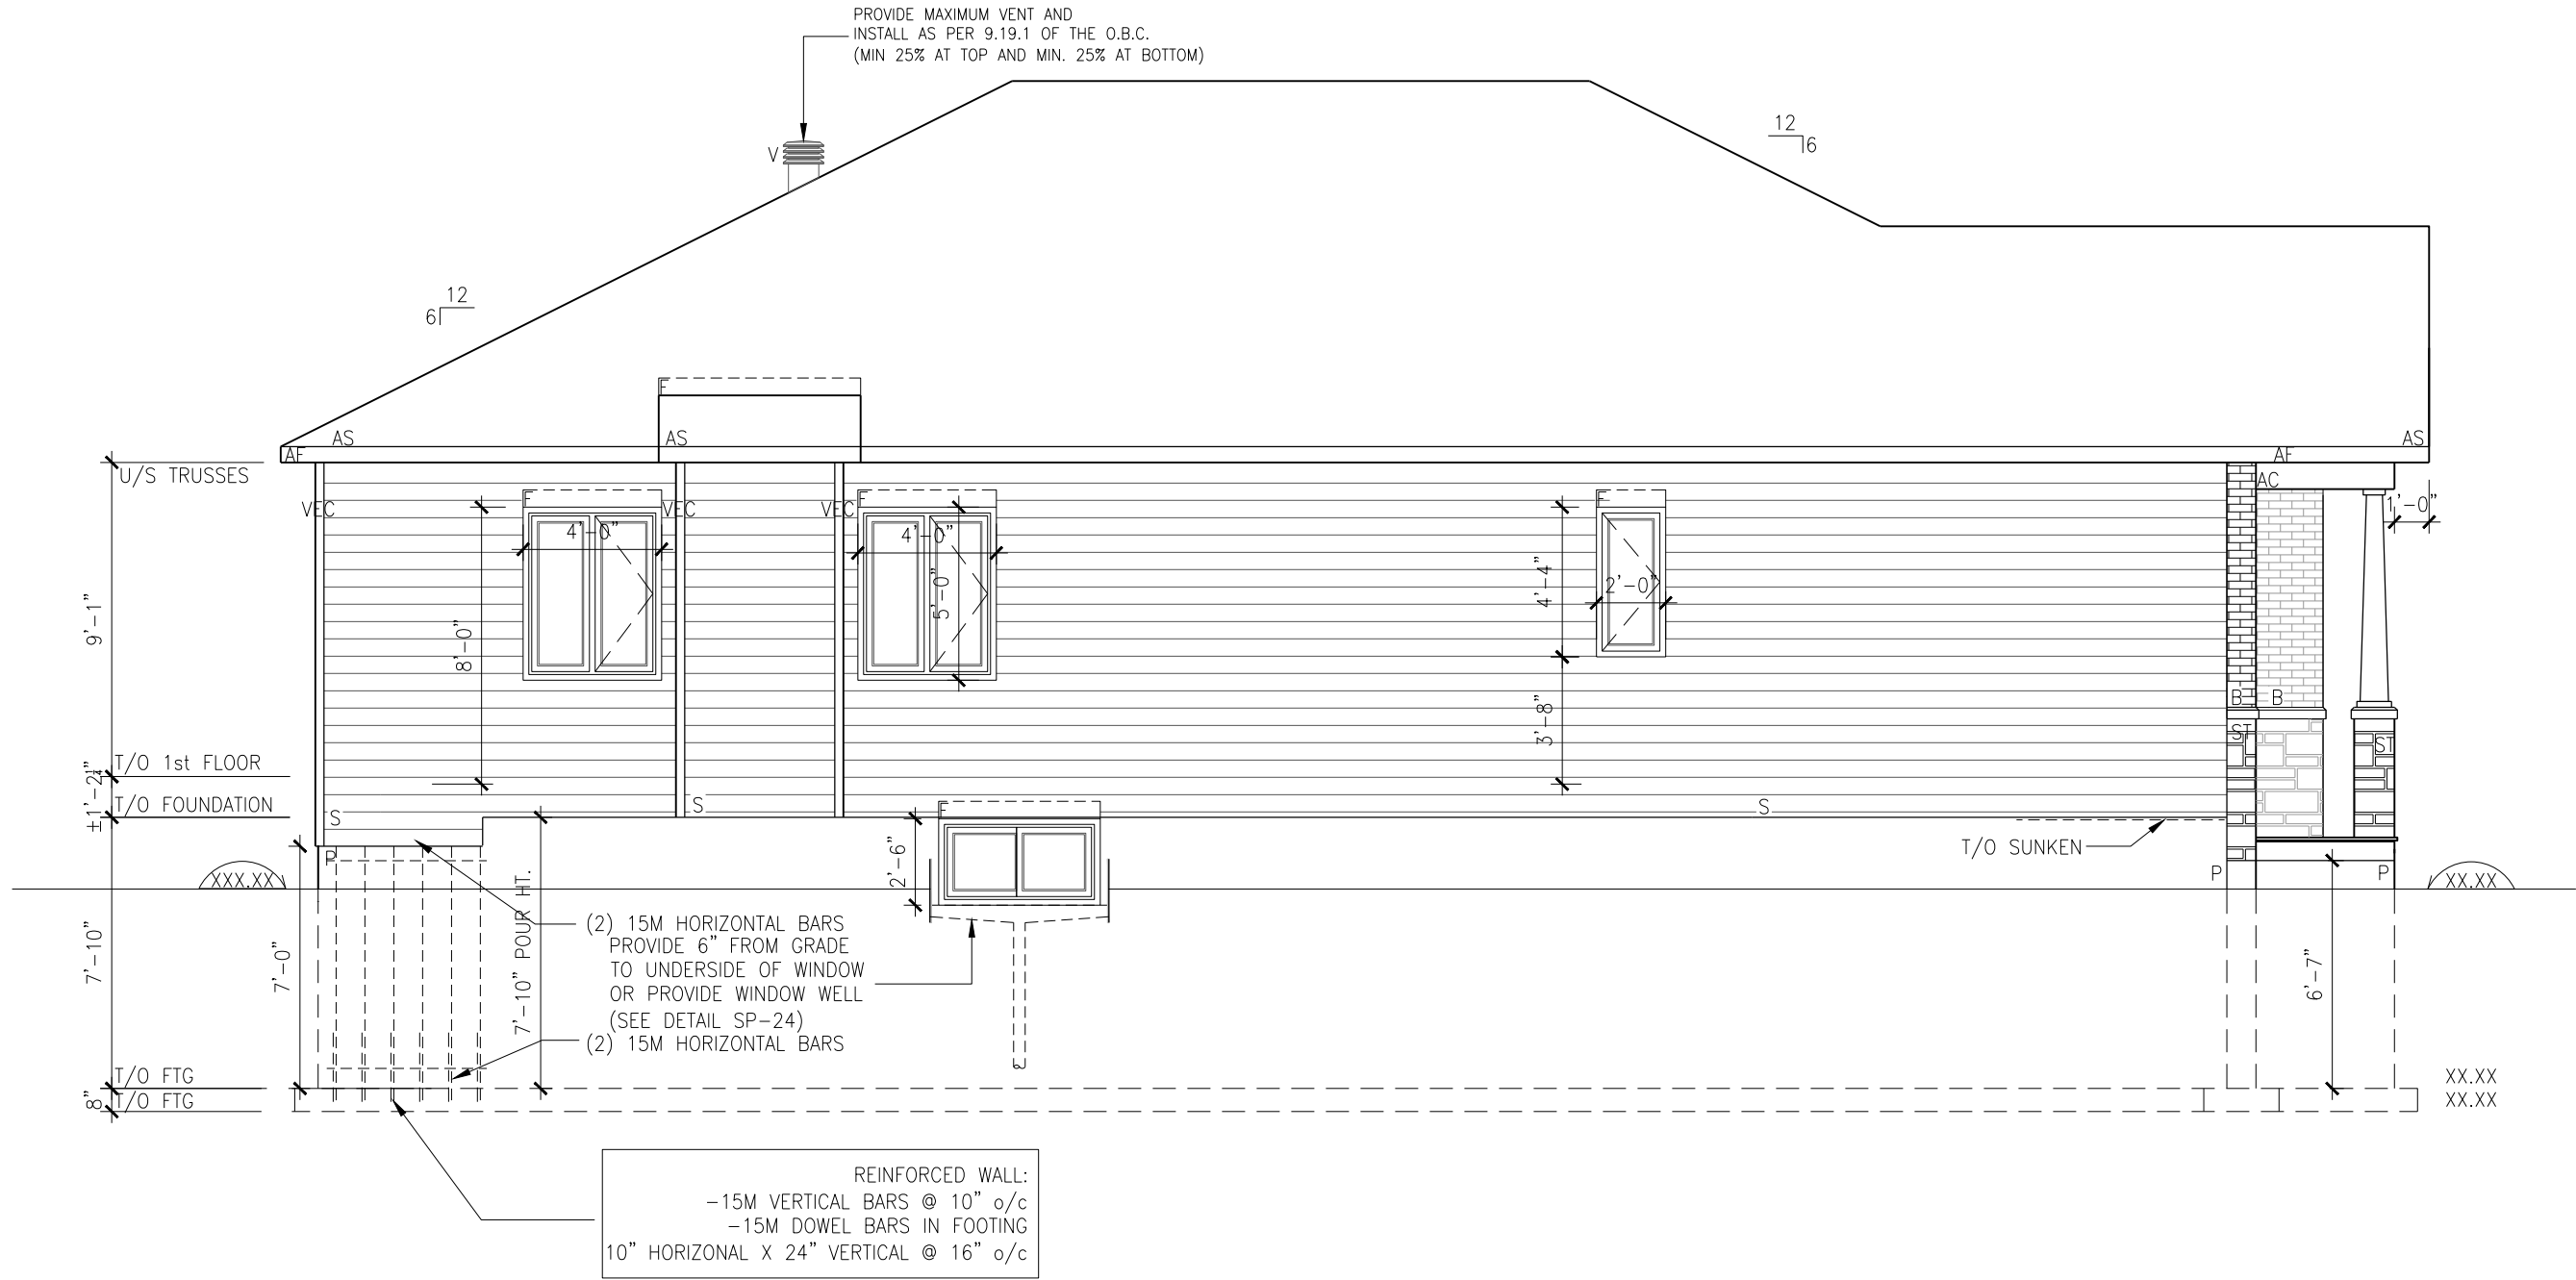 PROVIDE MAXIMUM VENT AND
INSTALL AS PER 9.19.1 OF THE O.B.C.
(MIN 25% AT TOP AND MIN. 25% AT BOTTOM)
V
12
6
12
6
F
AS
AS
AS
AF
AF
U/S TRUSSES
AC
VEC
VEC
VEC
F
F
F
1'-0"
4'-0"
4'-0"
5'-0"
4'-4"
2'-0"
9'-1"
8'-0"
3'-8"
B
B
ST
ST
T/O 1st FLOOR
±1'-2½"
T/O FOUNDATION
S
S
S
F
T/O SUNKEN
P
P
P
XXX.XX
XX.XX
2'-6"
7'-10"
7'-0"
7'-10" POUR HT.
6'-7"
(2) 15M HORIZONTAL BARS
PROVIDE 6" FROM GRADE
TO UNDERSIDE OF WINDOW
OR PROVIDE WINDOW WELL
(SEE DETAIL SP-24)
(2) 15M HORIZONTAL BARS
T/O FTG
8"
T/O FTG
XX.XX
XX.XX
REINFORCED WALL:
-15M VERTICAL BARS @ 10" o/c
-15M DOWEL BARS IN FOOTING
10" HORIZONAL X 24" VERTICAL @ 16" o/c